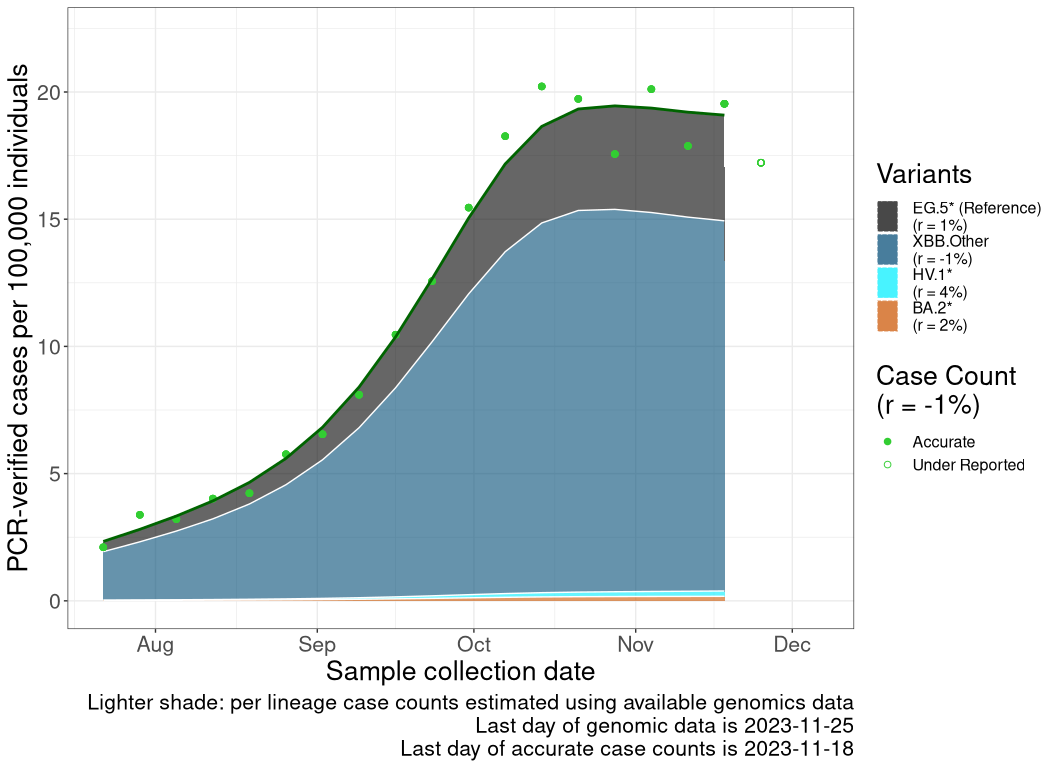 PCR-verified cases per 100,000 individuals
20
15
10
5
0
Aug Sep Oct Nov Dec
Sample collection date
Lighter shade: per lineage case counts estimated using available genomics data
Last day of genomic data is 2023-11-25
Last day of accurate case counts is 2023-11-18
Variants
EG.5* (Reference)
(r = 1%)
XBB.Other
(r = -1%)
HV.1*
(r = 4%)
BA.2*
(r = 2%)
Case Count
(r = -1%)
Accurate
Under Reported